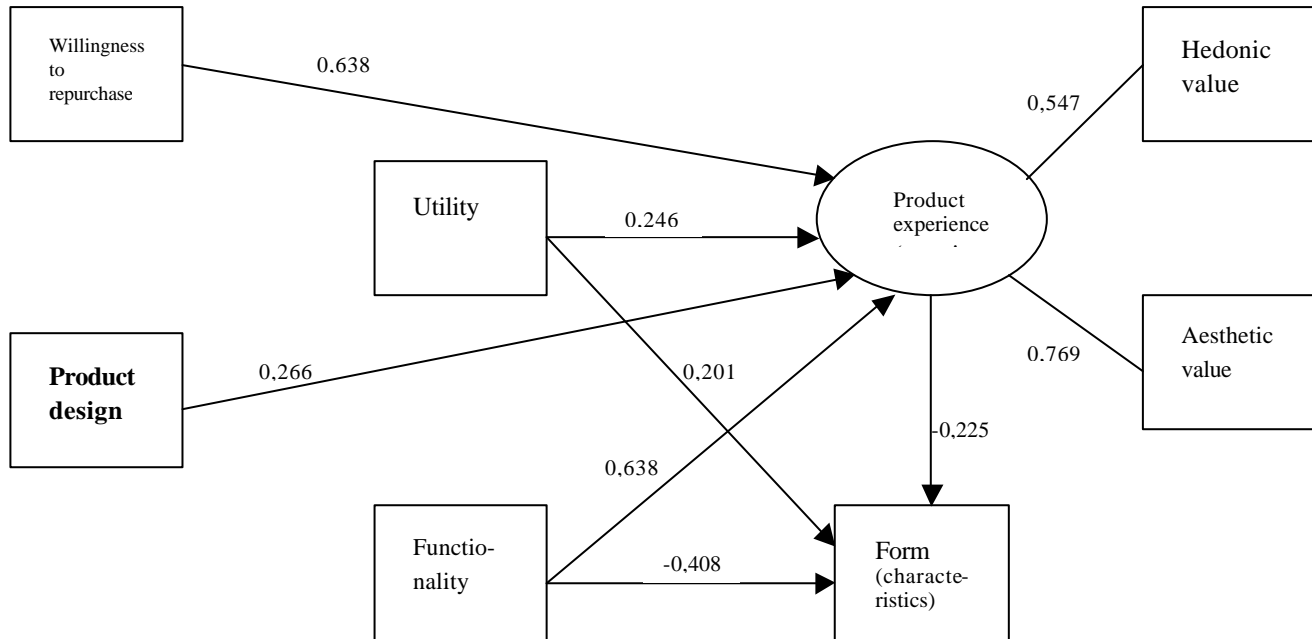 Willingness
to
repurchase
0,638
Hedonic
value
0,547
Utility
0,246
Product
experience
Product
design
0,266
0,201
0,769
Aesthetic
value
-0,225
0,638
Functio-
nality
-0,408
Form
(characte-
ristics)